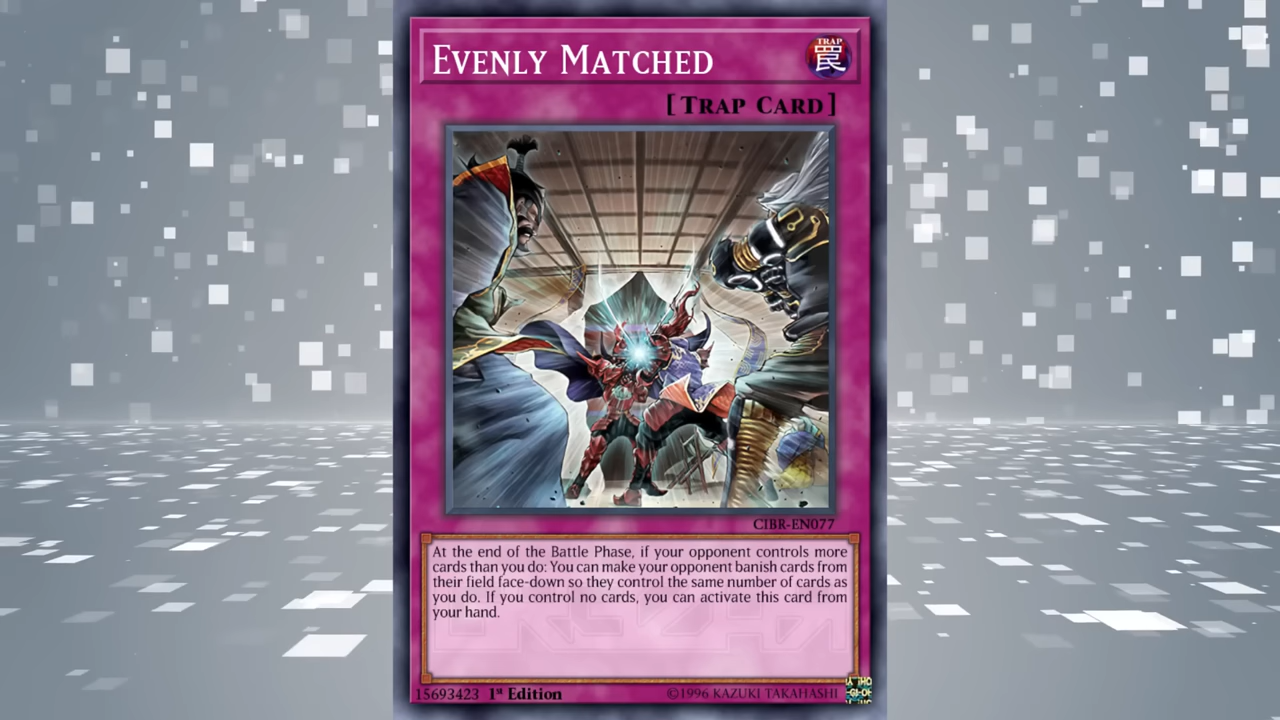 Evenly Matched
TRAP
罠
[ Trap Card ]
CIBR-EN077
At the end of the Battle Phase, if your opponent controls more
cards than you do: You can make your opponent banish cards from
their field face-down so they control the same number of cards as
you do. If you control no cards, you can activate this card from
your hand.
15693423 1st Edition
©1996 KAZUKI TAKAHASHI